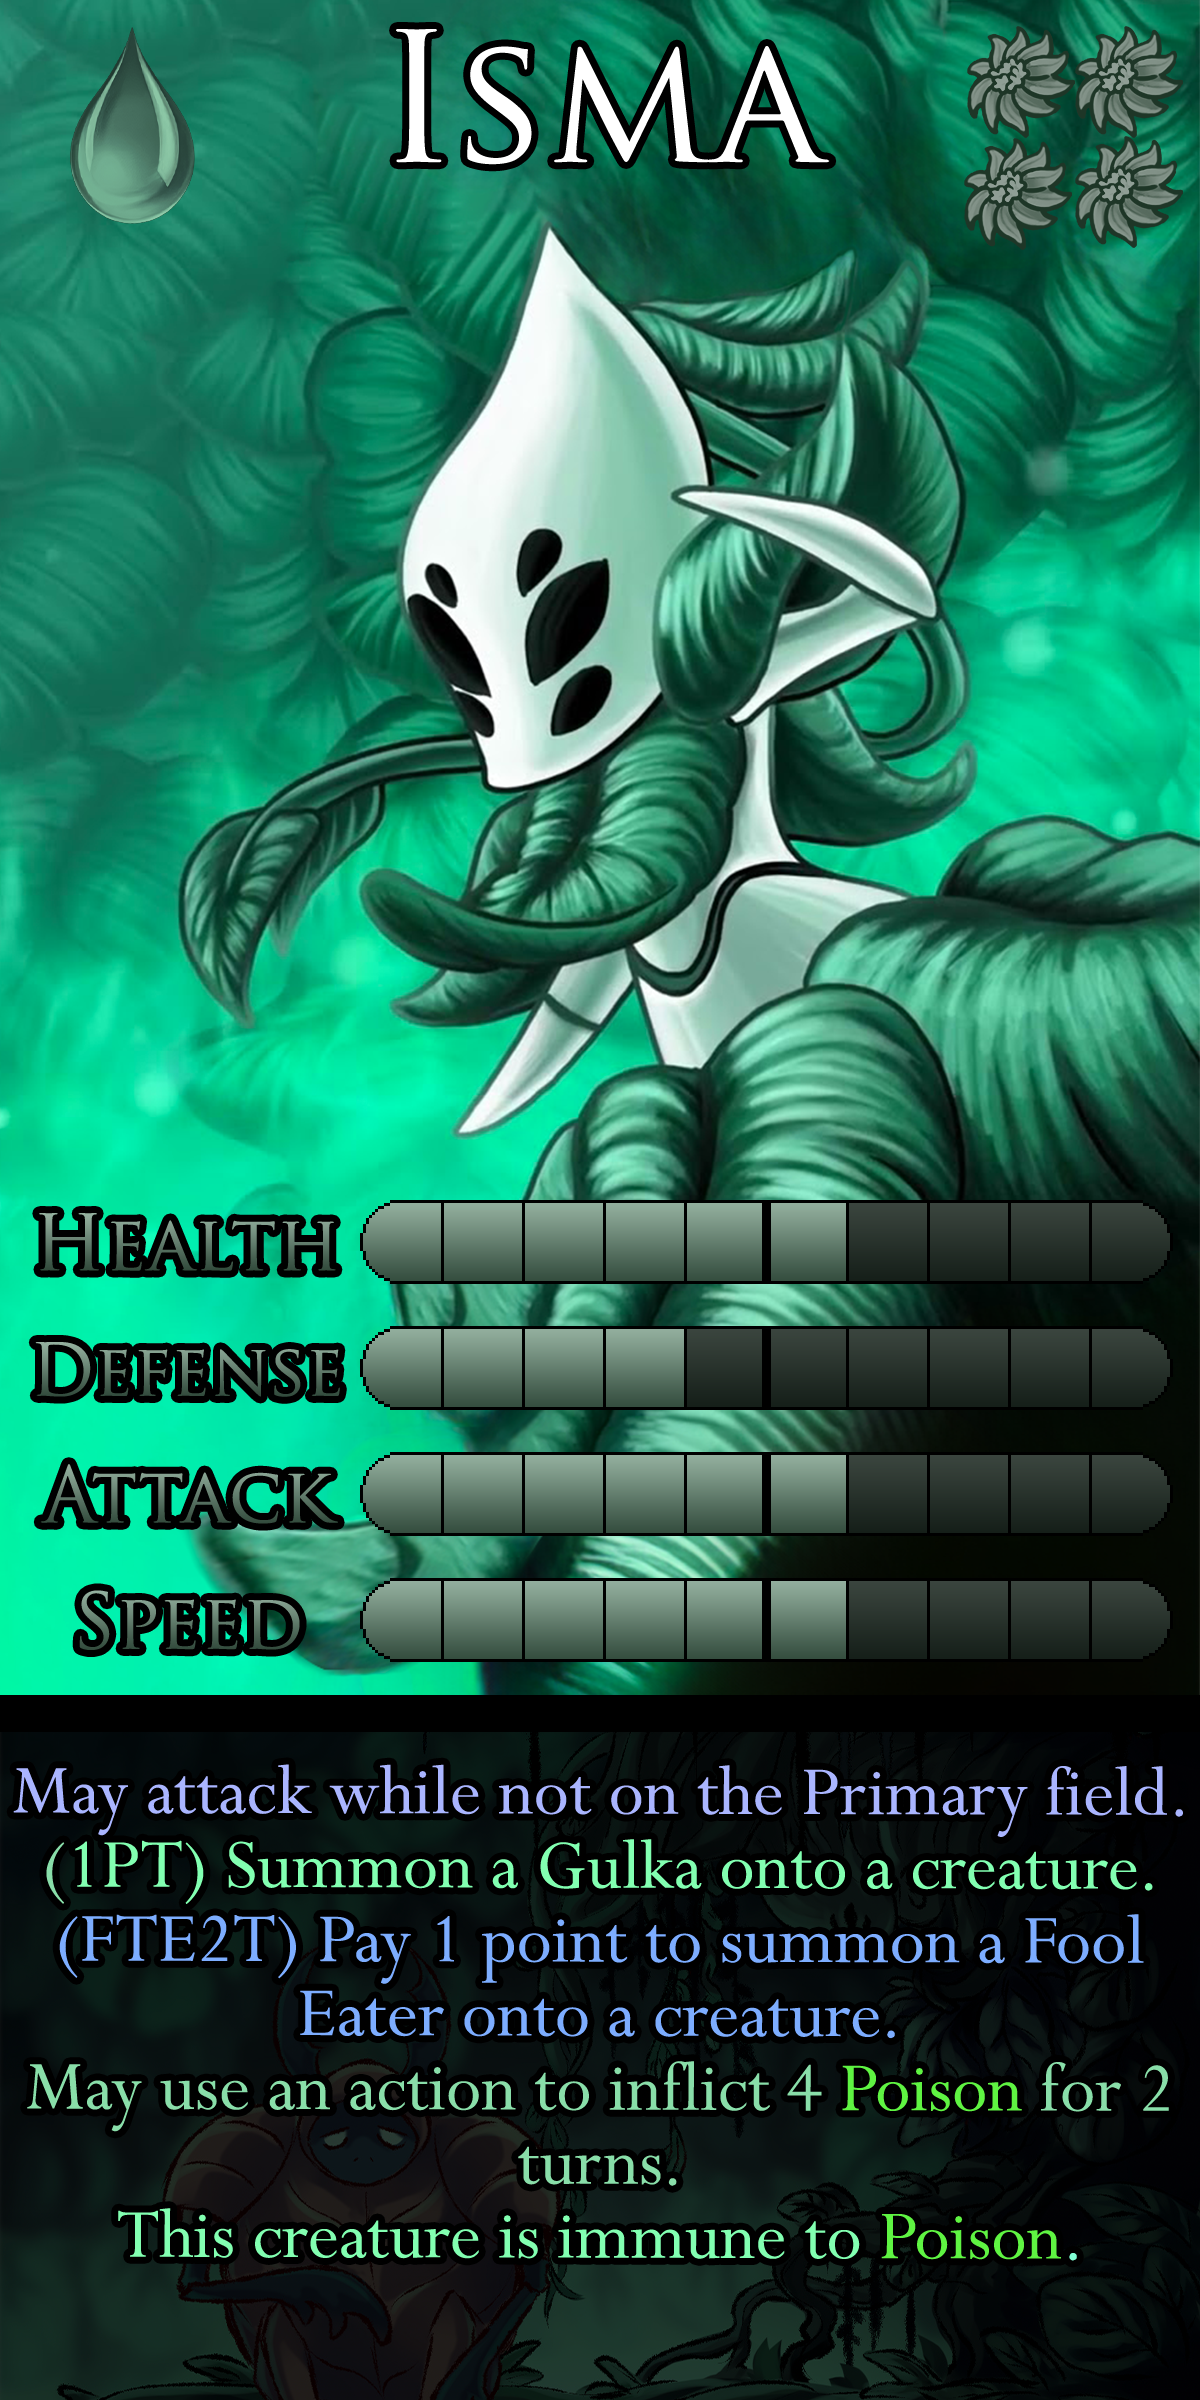 Isma
Health
Defense
Attack
Speed
May attack while not on the Primary field.
(1PT) Summon a Gulka onto a creature.
(FTE2T) Pay 1 point to summon a Fool
Eater onto a creature.
May use an action to inflict 4 Poison for 2
turns.
This creature is immune to Poison.